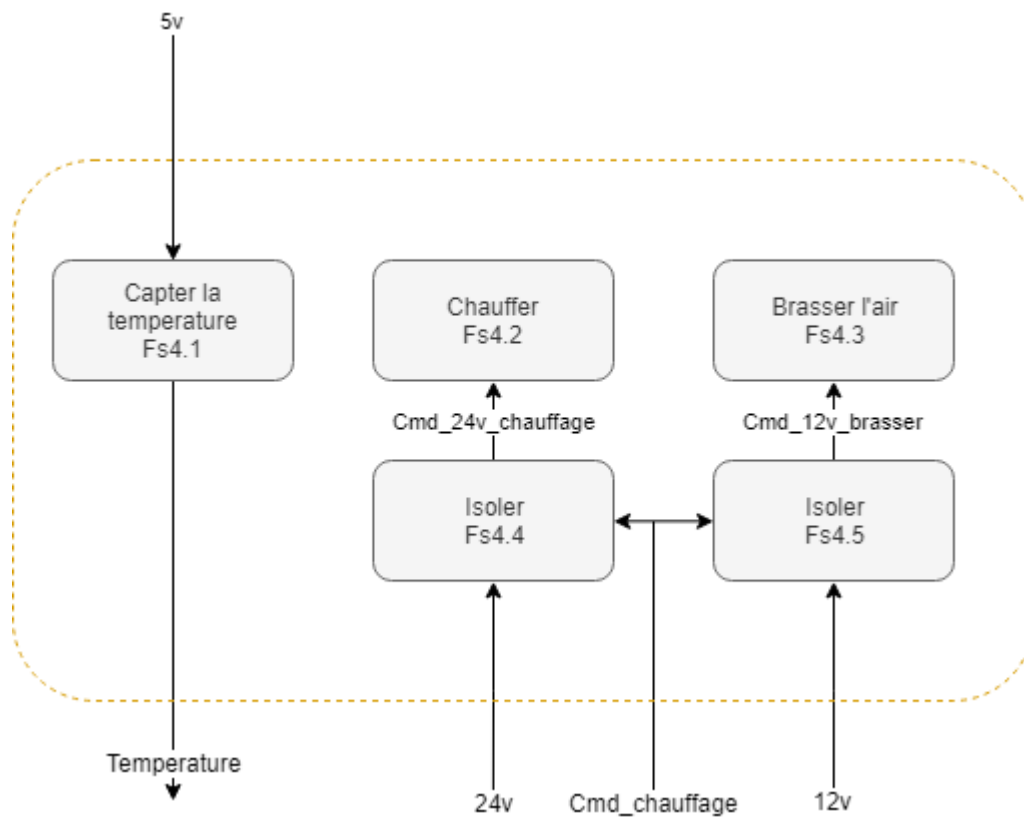 5v
Capter la
temperature
Fs4.1
Chauffer
Fs4.2
Brasser l'air
Fs4.3
Cmd_24v_chauffage
Cmd_12v_brasser
Isoler
Fs4.4
Isoler
Fs4.5
Temperature
24v
Cmd_chauffage
12v